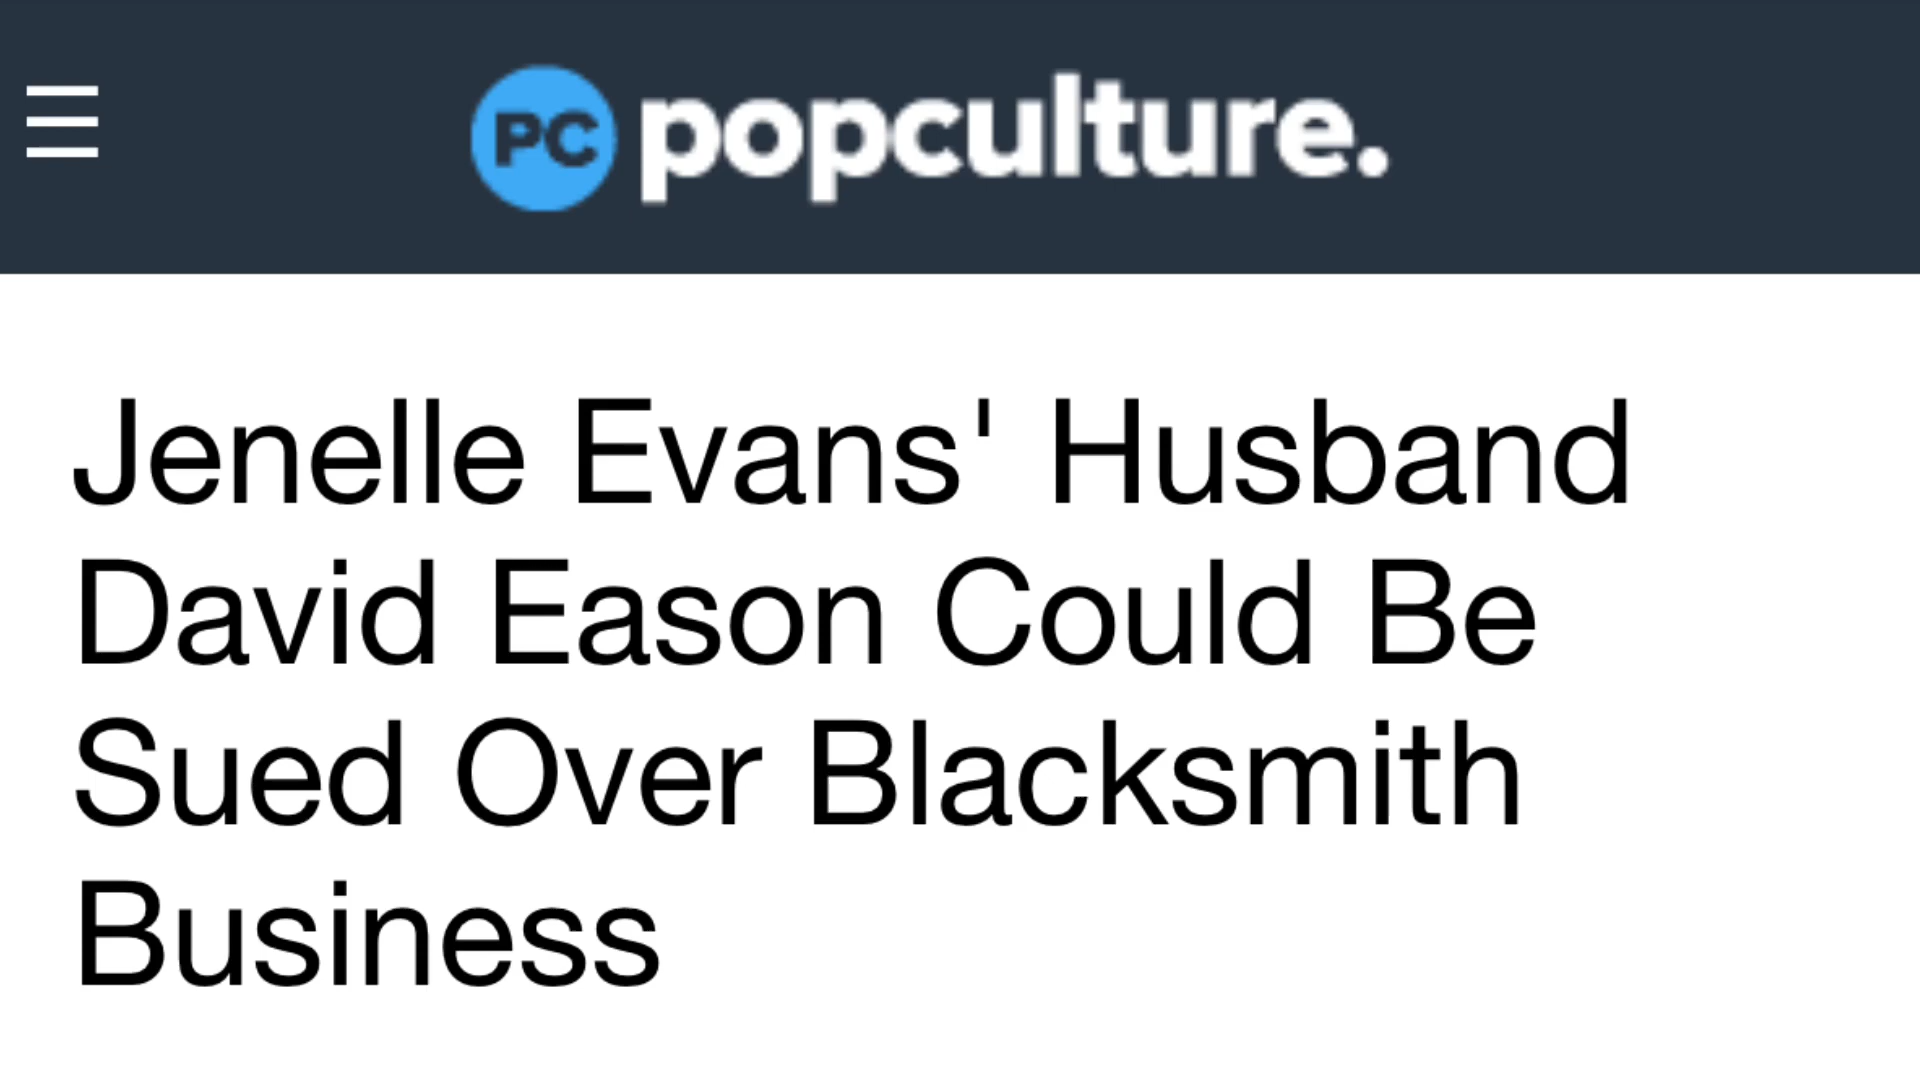 PC popculture.
Jenelle Evans' Husband
David Eason Could Be
Sued Over Blacksmith
Business